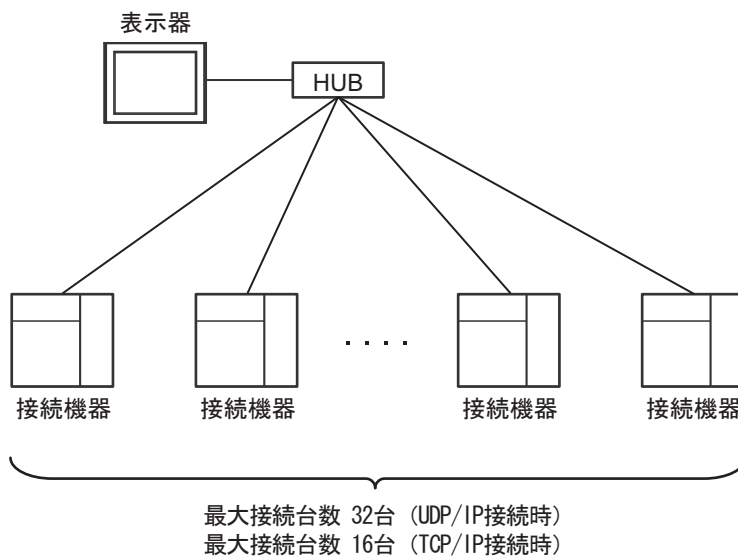 表示器
HUB
・・・・
接続機器
接続機器
接続機器
接続機器
最大接続台数 32台 (UDP/IP接続時)
最大接続台数 16台 (TCP/IP接続時)